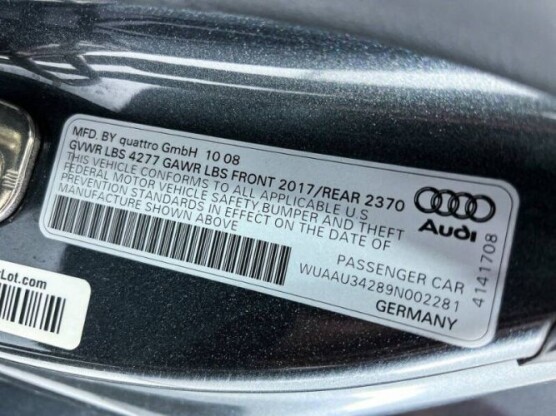 MFD. BY quattro GmbH 10 08
GVWR LBS 4277 GAWR LBS FRONT 2017/REAR 2370
THIS VEHICLE CONFORMS TO ALL APPLICABLE U S
FEDERAL MOTOR VEHICLE SAFETY BUMPER AND THEFT
PREVENTION STANDARDS IN EFFECT ON THE DATE OF
MANUFACTURE SHOWN ABOVE
Audi
PASSENGER CAR
WUAAU34289N002281
GERMANY
4141708
Lot.com